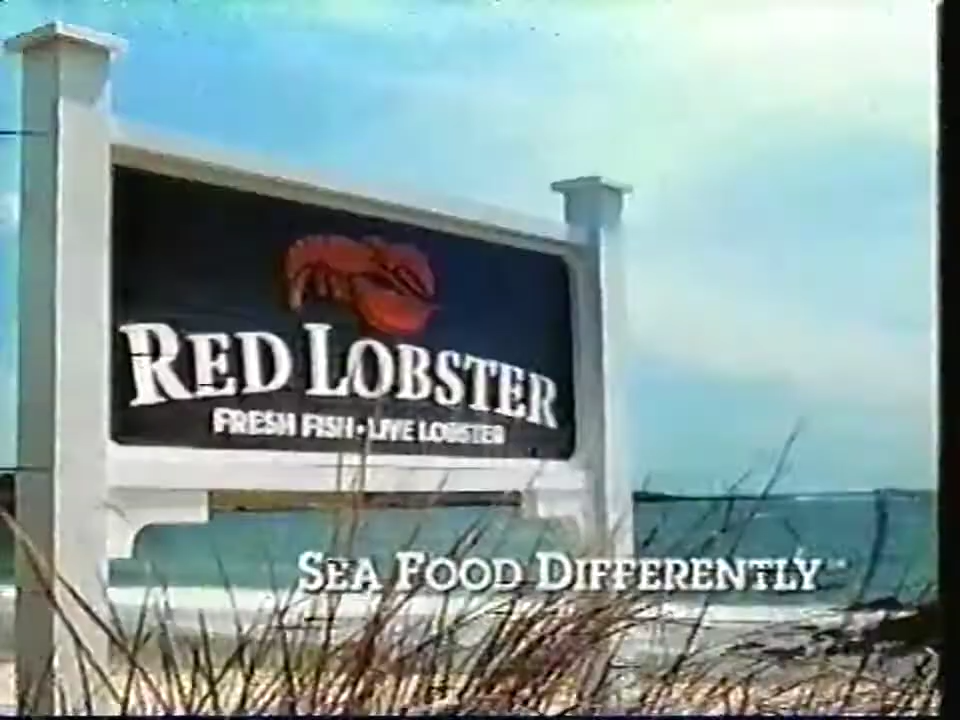 RED LOBSTER
FRESH FISH • LIVE LOBSTER
SEA FOOD DIFFERENTLY